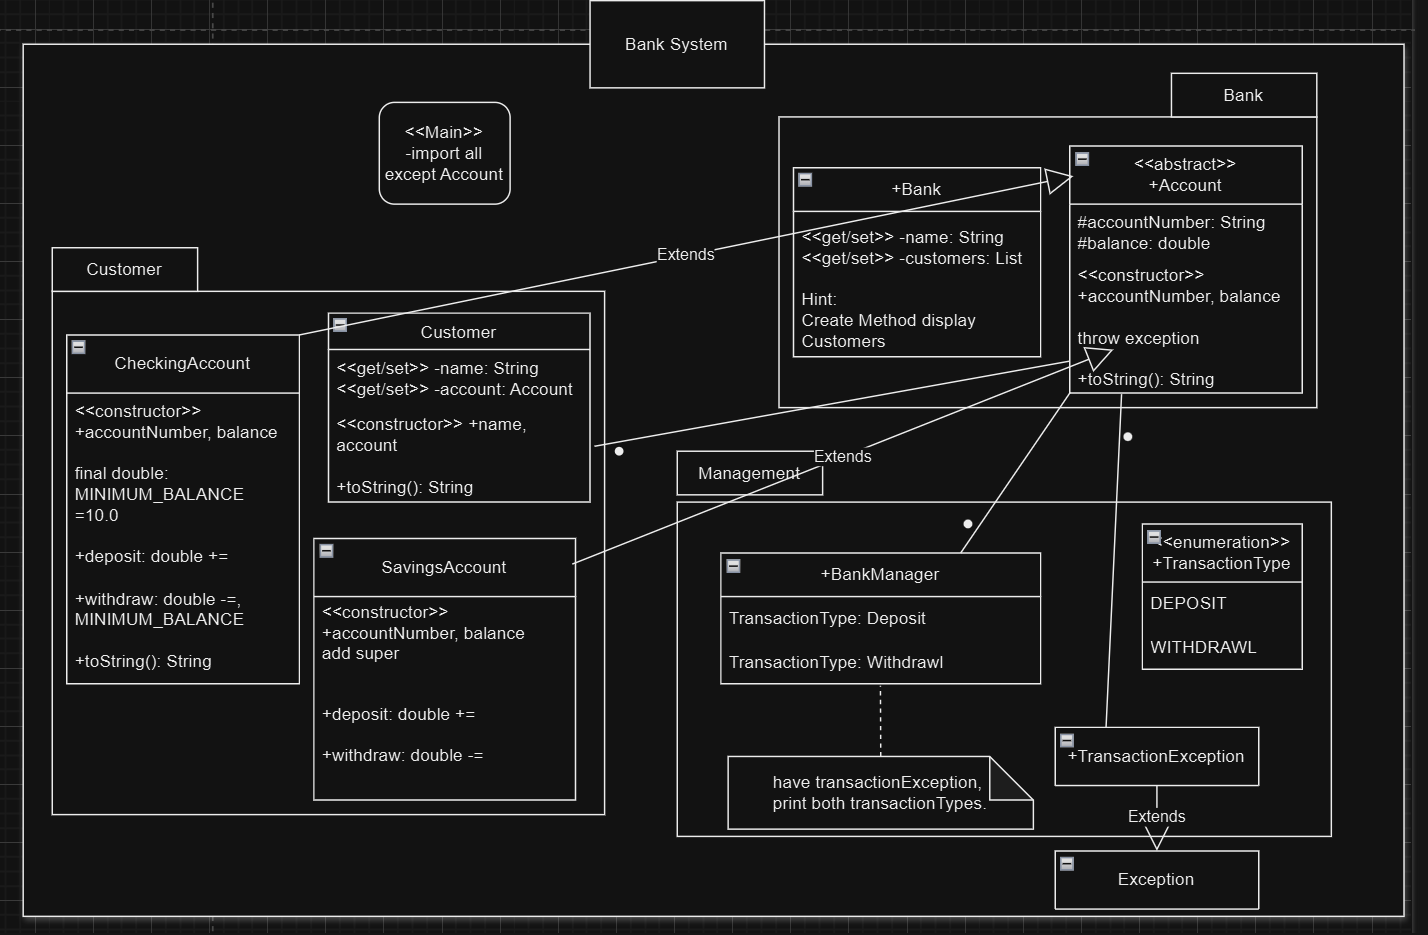 Bank System
<<Main>>
-import all
except Account
Bank
+Bank
<<get/set>> -name: String
<<get/set>> -customers: List
Hint:
Create Method display
Customers
<<abstract>>
+Account
#accountNumber: String
#balance: double
<<constructor>>
+accountNumber, balance
throw exception
+toString(): String
Extends
Customer
CheckingAccount
<<constructor>>
+accountNumber, balance
final double:
MINIMUM_BALANCE
=10.0
+deposit: double +=
+withdraw: double -=,
MINIMUM_BALANCE
+toString(): String
Customer
<<get/set>> -name: String
<<get/set>> -account: Account
<<constructor>> +name,
account
+toString(): String
SavingsAccount
<<constructor>>
+accountNumber, balance
add super
+deposit: double +=
+withdraw: double -=
Extends
Management
+BankManager
TransactionType: Deposit
TransactionType: Withdrawl
have transactionException,
print both transactionTypes.
<<enumeration>>
+TransactionType
DEPOSIT
WITHDRAWL
+TransactionException
Extends
Exception